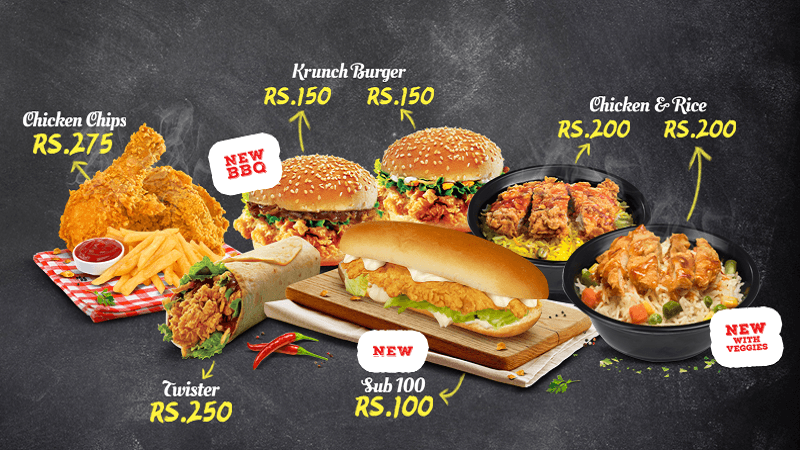 Krunch Burger
RS.150 RS.150
Chicken & Rice
RS.200 RS.200
Chicken Chips
RS.275
NEW
BBQ
NEW
WITH
VEGGIES
NEW
Sub 100
RS.100
Twister
RS.250